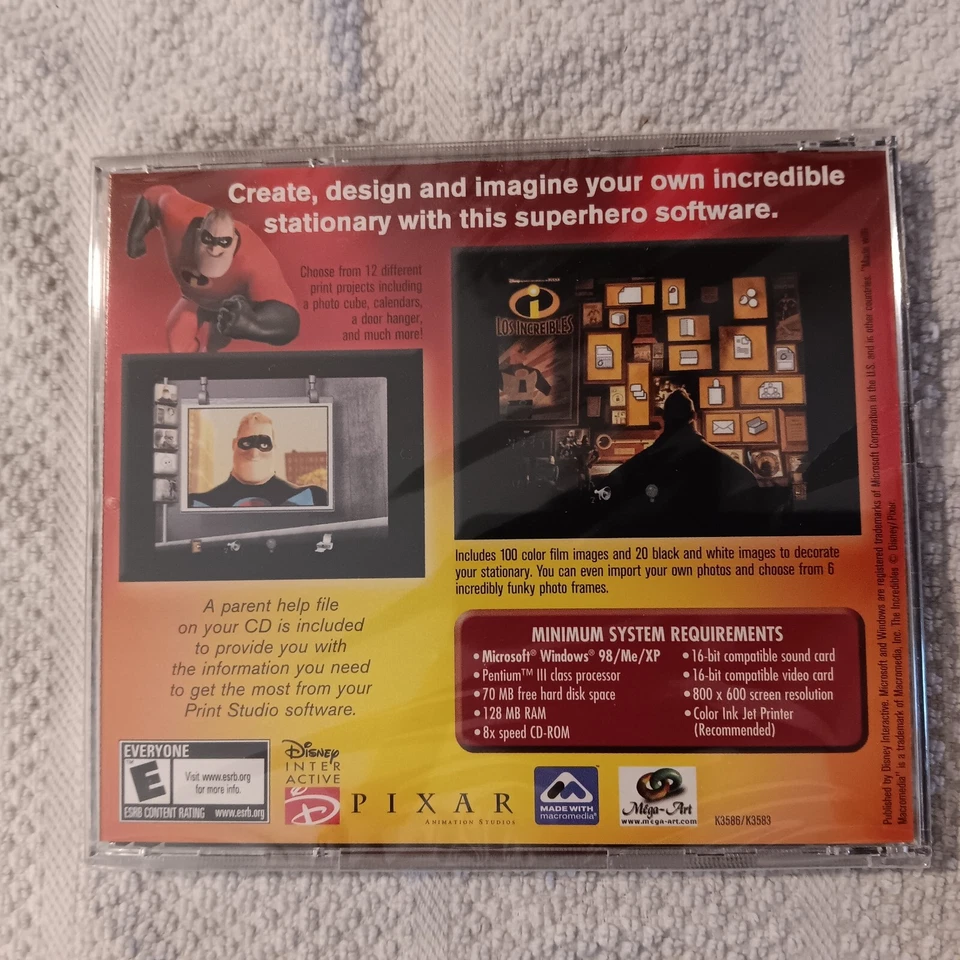 Create, design and imagine your own incredible
stationary with this superhero software.
Choose from 12 different
print projects including
a photo cube, calendars,
a door hanger,
and much more!
LOS INCREÍBLES
Includes 100 color film images and 20 black and white images to decorate
your stationary. You can even import your own photos and choose from 6
incredibly funky photo frames.
A parent help file
on your CD is included
to provide you with
the information you need
to get the most from your
Print Studio software.
MINIMUM SYSTEM REQUIREMENTS
• Microsoft® Windows® 98/Me/XP
• Pentium™ III class processor
• 70 MB free hard disk space
• 128 MB RAM
• 8x speed CD-ROM
• 16-bit compatible sound card
• 16-bit compatible video card
• 800 x 600 screen resolution
• Color Ink Jet Printer
(Recommended)
EVERYONE
E
Visit www.esrb.org
for more info.
ESRB CONTENT RATING www.esrb.org
Disney
INTER
ACTIVE
D
PIXAR
ANIMATION STUDIOS
MADE WITH
macromedia®
Mega-Art
www.mega-art.com
K3586/K3583
Published by Disney Interactive. Microsoft and Windows are registered trademarks of Microsoft Corporation in the U.S. and is other countries. "Made with
Macromedia" is a trademark of Macromedia, Inc. The Incredibles © Disney/Pixar